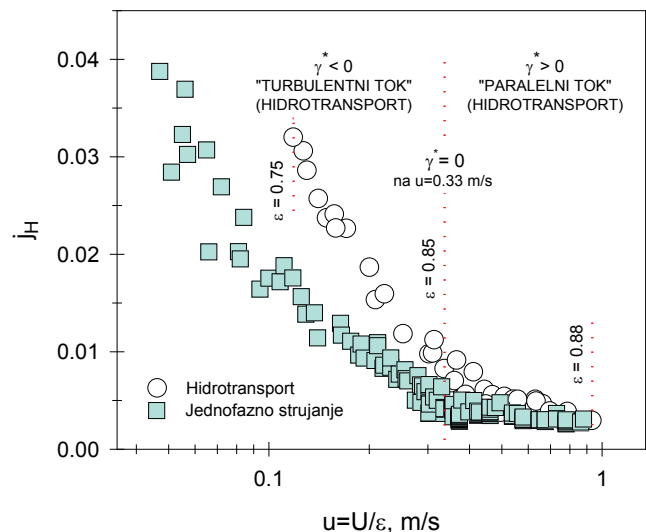 0.04
0.03
0.02
0.01
0.00
j_H
γ* < 0
"TURBULENTNI TOK"
(HIDROTRANSPORT)
γ* > 0
"PARALELNI TOK"
(HIDROTRANSPORT)
γ* = 0
na u=0.33 m/s
ε = 0.75
ε = 0.85
ε = 0.88
Hidrotransport
Jednofazno strujanje
0.1
1
u=U/ε, m/s